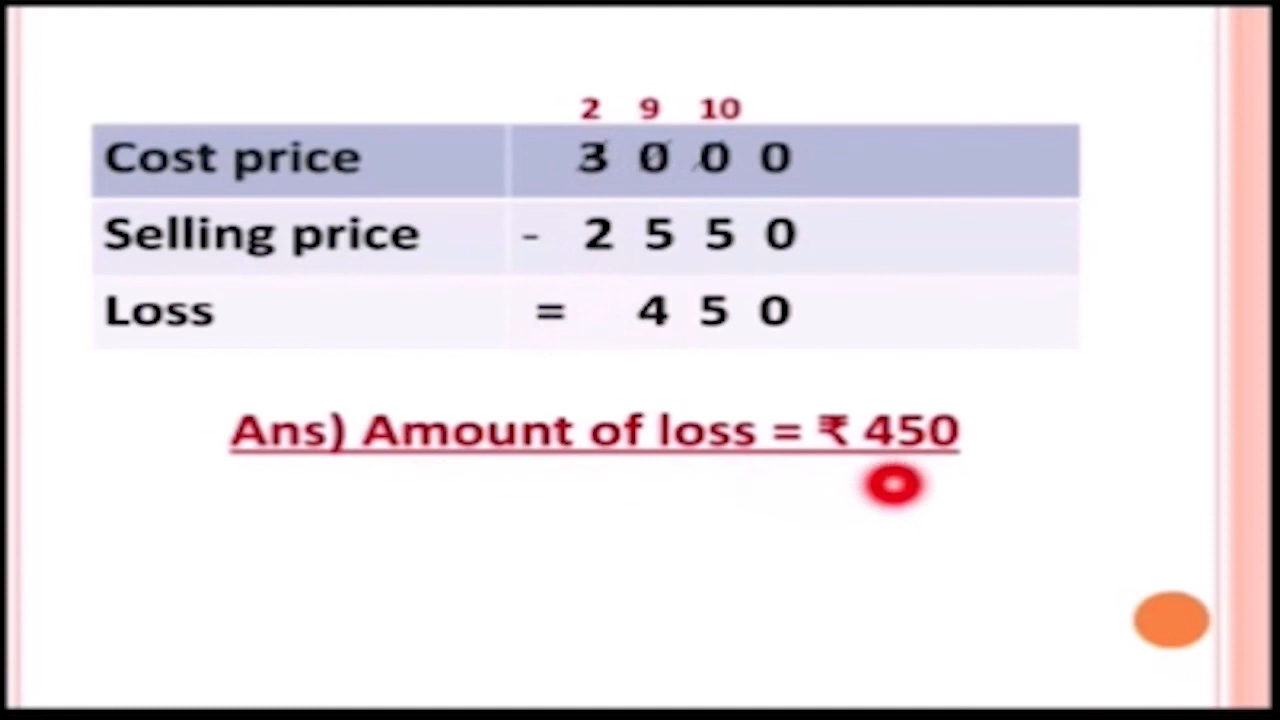 2 9 10
Cost price 3 0 0 0
Selling price - 2 5 5 0
Loss = 4 5 0
Ans) Amount of loss = ₹ 450